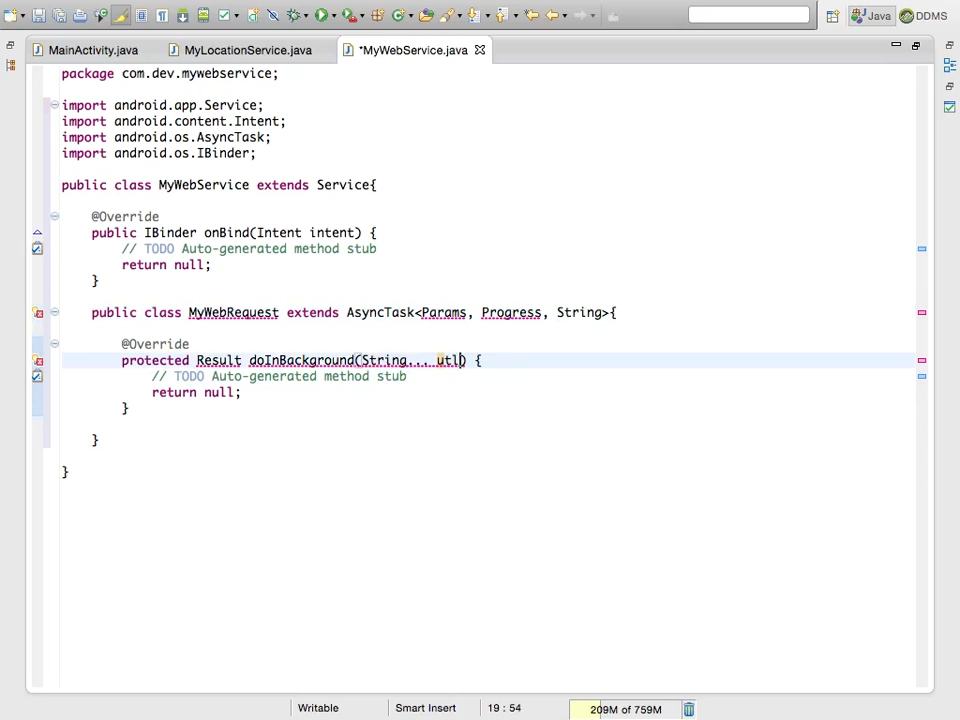 Java
DDMS
MainActivity.java
MyLocationService.java
*MyWebService.java
package com.dev.mywebservice;
import android.app.Service;
import android.content.Intent;
import android.os.AsyncTask;
import android.os.IBinder;
public class MyWebService extends Service{
@Override
public IBinder onBind(Intent intent) {
// TODO Auto-generated method stub
return null;
}
public class MyWebRequest extends AsyncTask<Params, Progress, String>{
@Override
protected Result doInBackground(String... utl) {
// TODO Auto-generated method stub
return null;
}
}
}
Writable
Smart Insert
19 : 54
209M of 759M